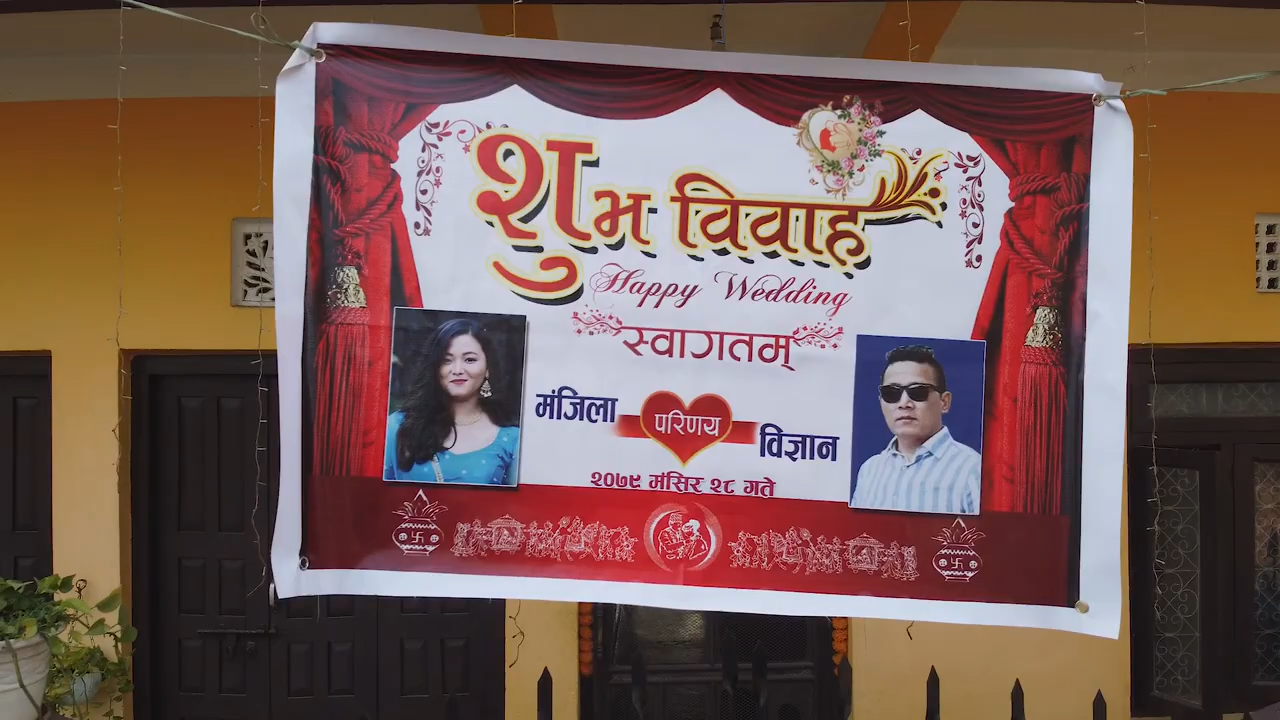 शुभ विवाह
Happy Wedding
स्वागतम्
मंजिला परिणय विज्ञान
२०७९ मंसिर २८ गते